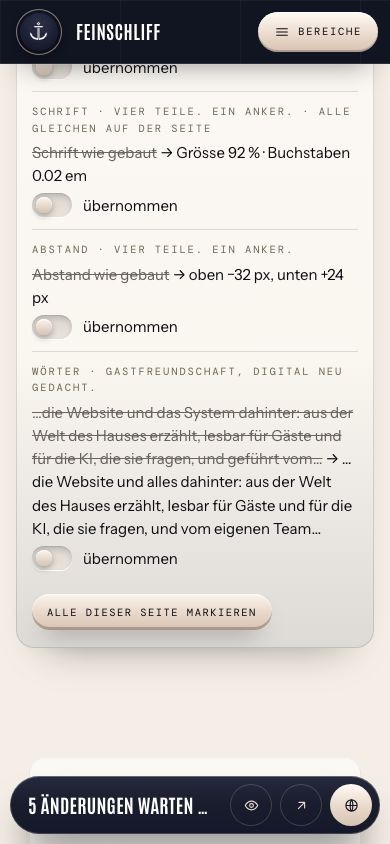 FEINSCHLIFF
BEREICHE
übernommen
SCHRIFT · VIER TEILE. EIN ANKER. · ALLE
GLEICHEN AUF DER SEITE
Schrift wie gebaut → Grösse 92 % · Buchstaben
0.02 em
übernommen
ABSTAND · VIER TEILE. EIN ANKER.
Abstand wie gebaut → oben −32 px, unten +24
px
übernommen
WÖRTER · GASTFREUNDSCHAFT, DIGITAL NEU
GEDACHT.
…die Website und das System dahinter: aus der
Welt des Hauses erzählt, lesbar für Gäste und
für die KI, die sie fragen, und geführt vom… → …
die Website und alles dahinter: aus der Welt
des Hauses erzählt, lesbar für Gäste und für die
KI, die sie fragen, und vom eigenen Team…
übernommen
ALLE DIESER SEITE MARKIEREN
5 ÄNDERUNGEN WARTEN …